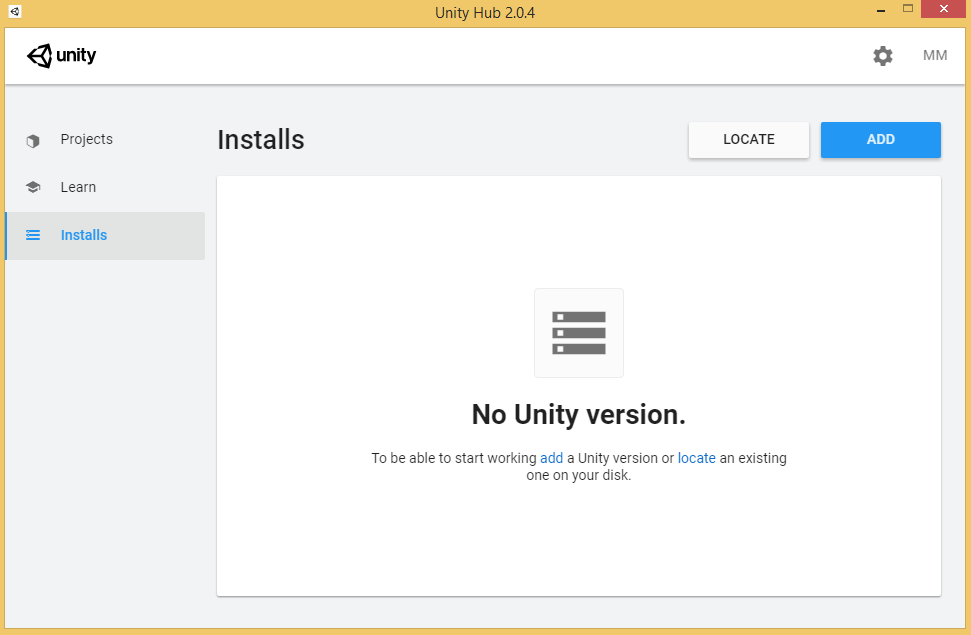 Unity Hub 2.0.4
unity
MM
Projects
Learn
Installs
Installs
LOCATE
ADD
No Unity version.
To be able to start working add a Unity version or locate an existing
one on your disk.